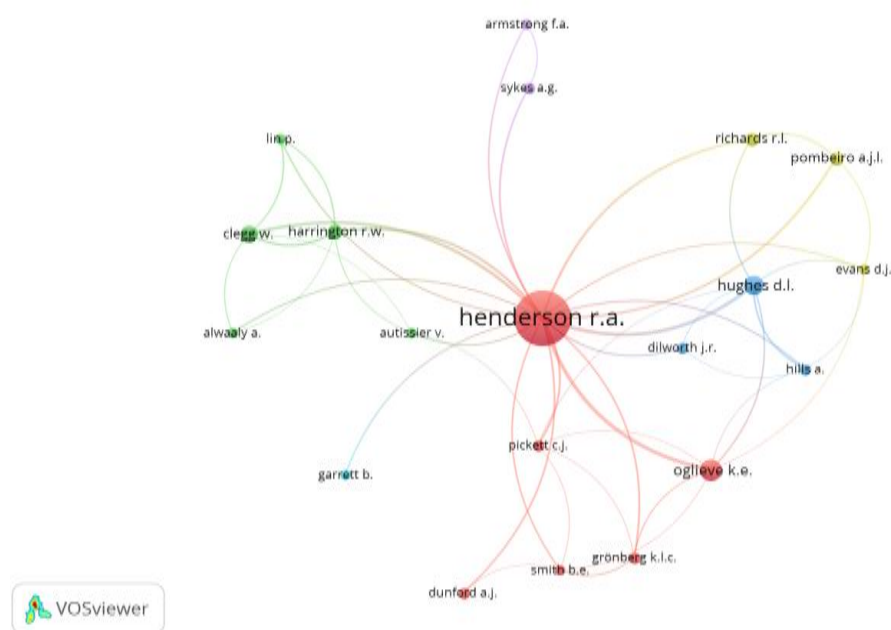 armstrong f.a.
sykes a.g.
lin p.
richards r.l.
pombeiro a.j.l.
clegg w.
harrington r.w.
evans d.j.
hughes d.l.
henderson r.a.
alwaaly a.
autissier v.
dilworth j.r.
hills a.
pickett c.j.
oglieve k.e.
garrett b.
grönberg k.l.c.
smith b.e.
dunford a.j.
VOSviewer